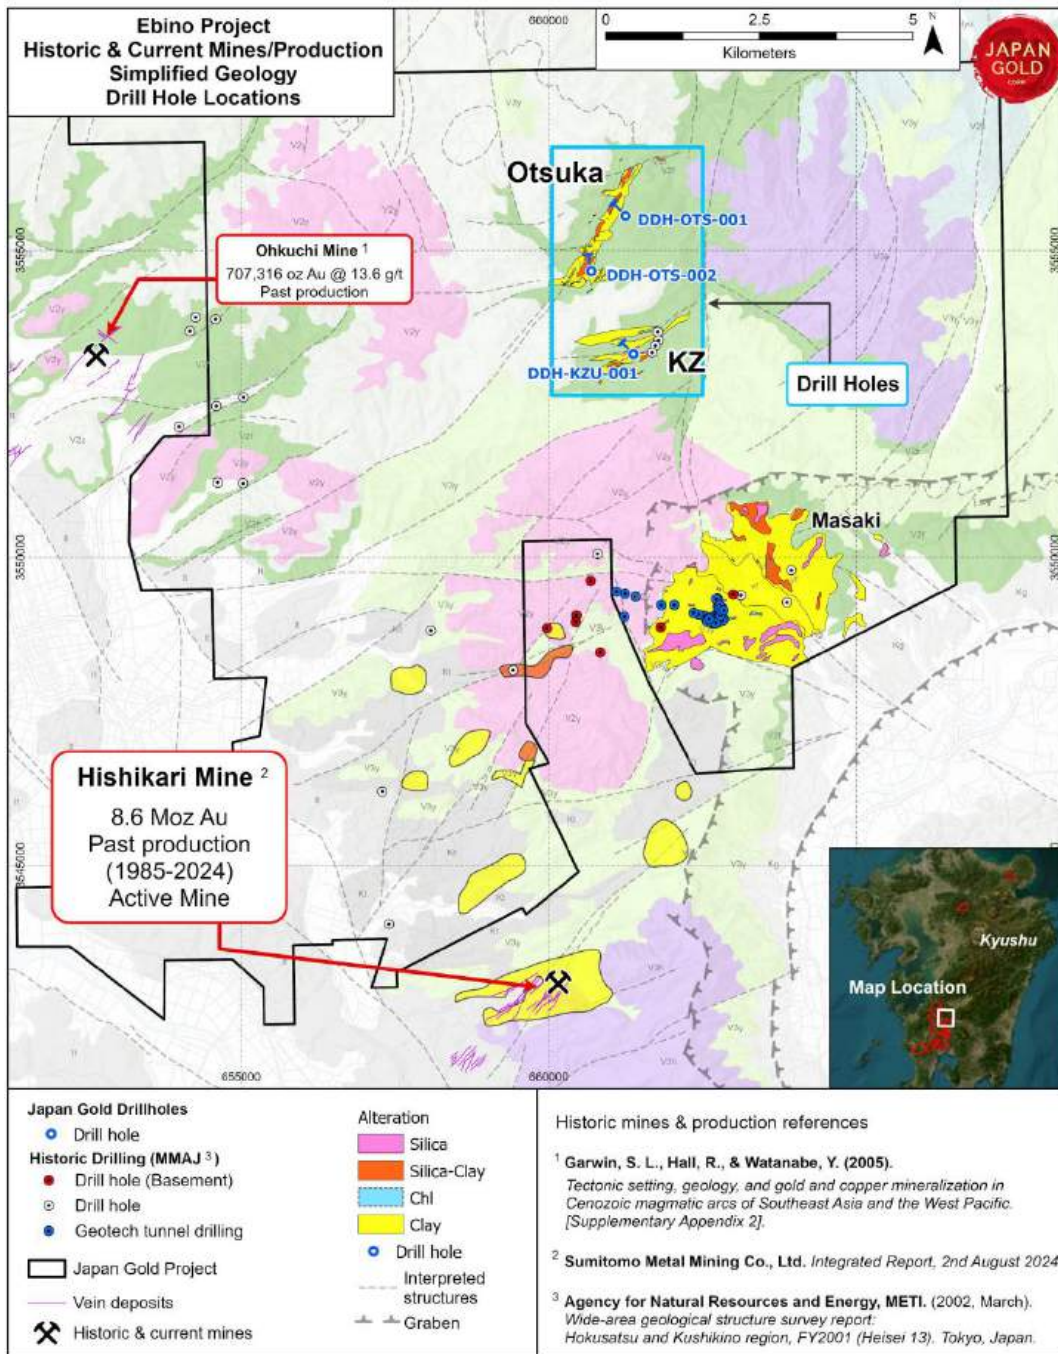 Ebino Project
Historic & Current Mines/Production
Simplified Geology
Drill Hole Locations
660000
0
2.5
5
Kilometers
N
JAPAN
GOLD
CORP.
Otsuka
DDH-OTS-001
DDH-OTS-002
KZ
DDH-KZU-001
Drill Holes
Ohkuchi Mine 1
707,316 oz Au @ 13.6 g/t
Past production
3555000
3555000
Masaki
3550000
3550000
Hishikari Mine 2
8.6 Moz Au
Past production
(1985-2024)
Active Mine
3545000
Kyushu
Map Location
655000
660000
Japan Gold Drillholes
Drill hole
Historic Drilling (MMAJ 3)
Drill hole (Basement)
Drill hole
Geotech tunnel drilling
Japan Gold Project
Vein deposits
Historic & current mines
Alteration
Silica
Silica-Clay
Chl
Clay
Drill hole
Interpreted
structures
Graben
Historic mines & production references
1 Garwin, S. L., Hall, R., & Watanabe, Y. (2005).
Tectonic setting, geology, and gold and copper mineralization in
Cenozoic magmatic arcs of Southeast Asia and the West Pacific.
[Supplementary Appendix 2].
2 Sumitomo Metal Mining Co., Ltd. Integrated Report, 2nd August 2024
3 Agency for Natural Resources and Energy, METI. (2002, March).
Wide-area geological structure survey report:
Hokusatsu and Kushikino region, FY2001 (Heisei 13). Tokyo, Japan.